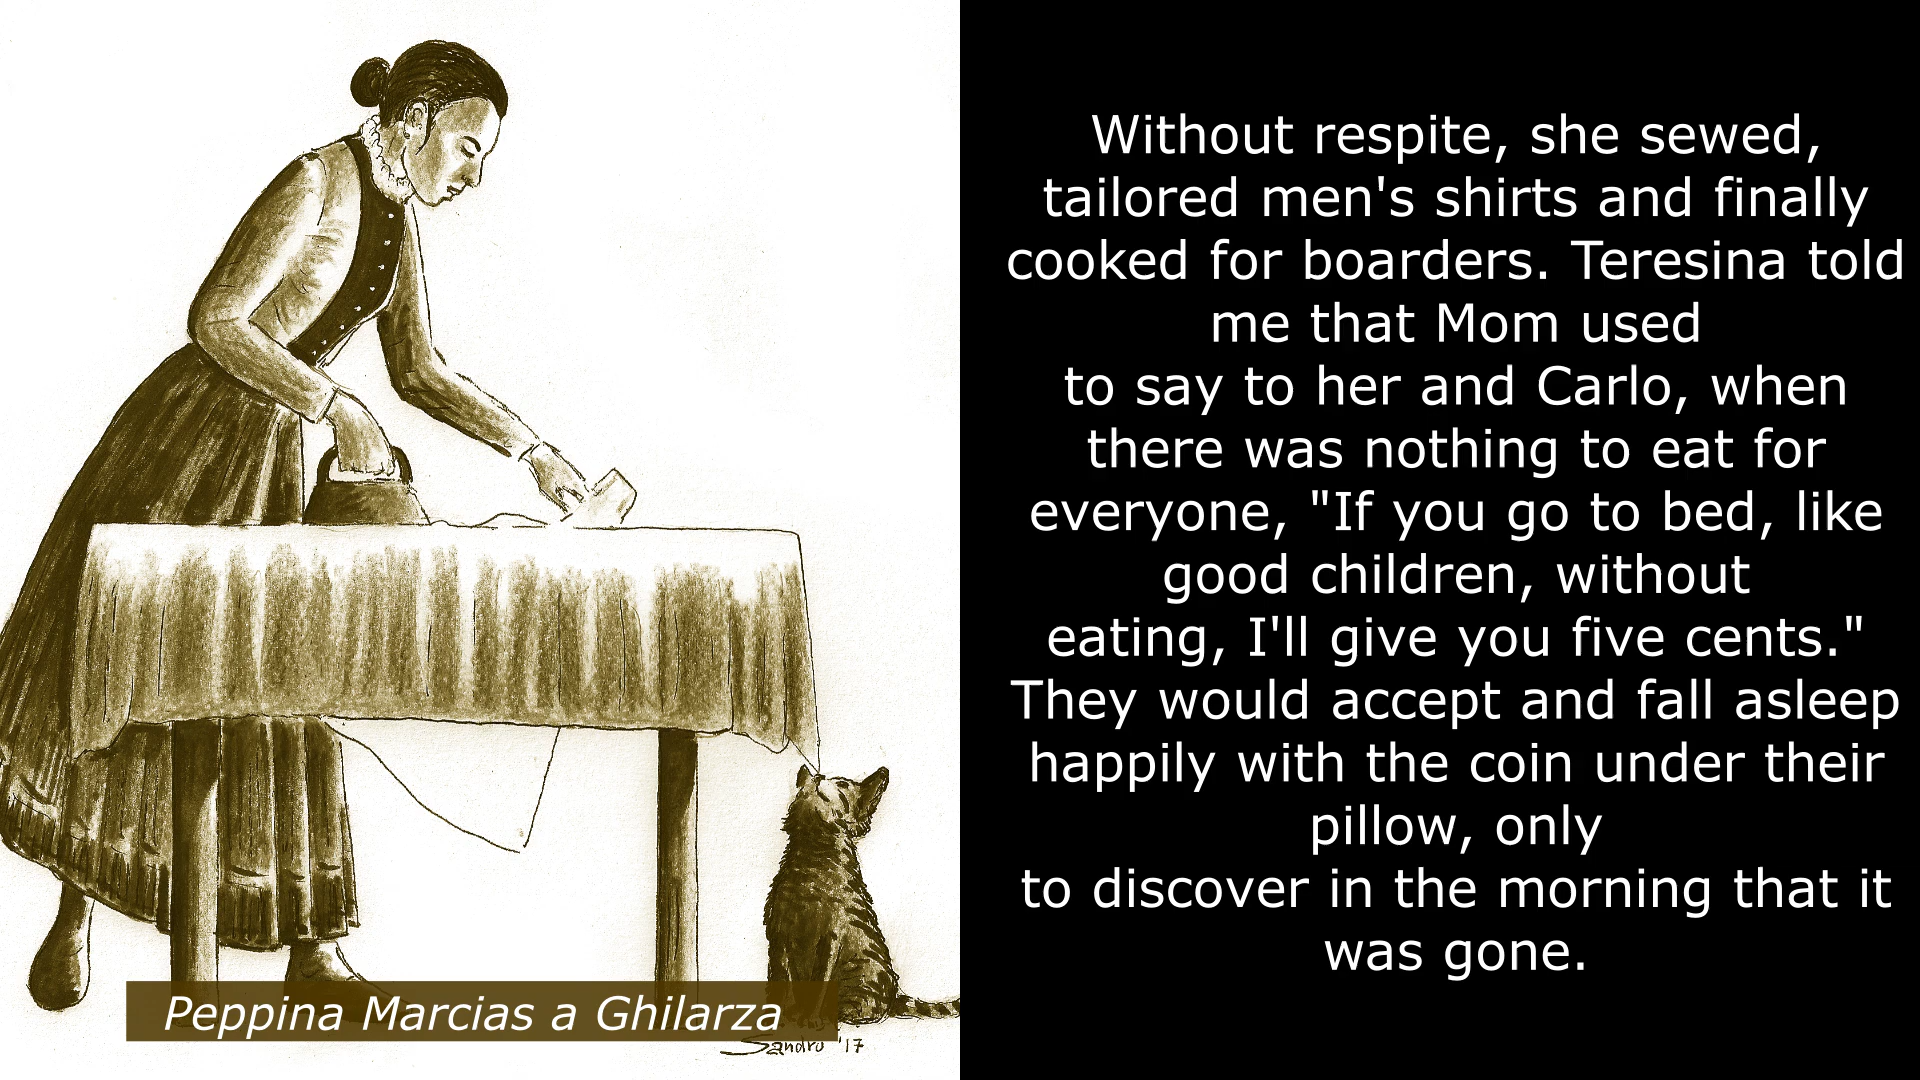 Without respite, she sewed,
tailored men's shirts and finally
cooked for boarders. Teresina told
me that Mom used
to say to her and Carlo, when
there was nothing to eat for
everyone, "If you go to bed, like
good children, without
eating, I'll give you five cents."
They would accept and fall asleep
happily with the coin under their
pillow, only
to discover in the morning that it
was gone.
Peppina Marcias a Ghilarza
Sandro '17